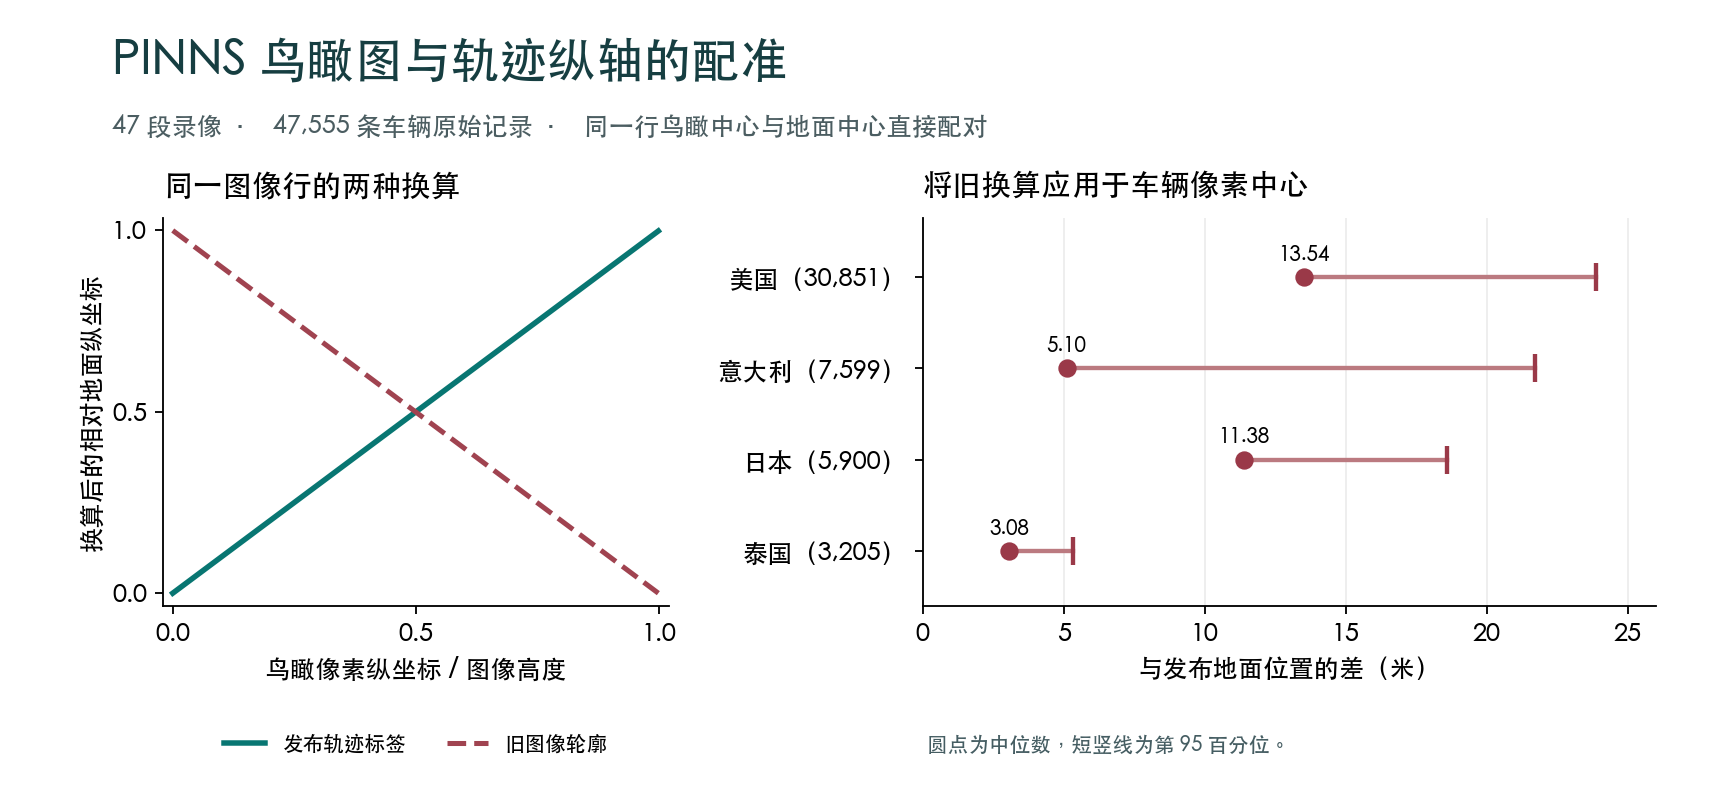 PINNS 鸟瞰图与轨迹纵轴的配准
47 段录像 · 47,555 条车辆原始记录 · 同一行鸟瞰中心与地面中心直接配对
同一图像行的两种换算
换算后的相对地面纵坐标
1.0
0.5
0.0
0.0 0.5 1.0
鸟瞰像素纵坐标 / 图像高度
发布轨迹标签 旧图像轮廓
将旧换算应用于车辆像素中心
美国（30,851） 13.54
意大利（7,599） 5.10
日本（5,900） 11.38
泰国（3,205） 3.08
0 5 10 15 20 25
与发布地面位置的差（米）
圆点为中位数，短竖线为第 95 百分位。